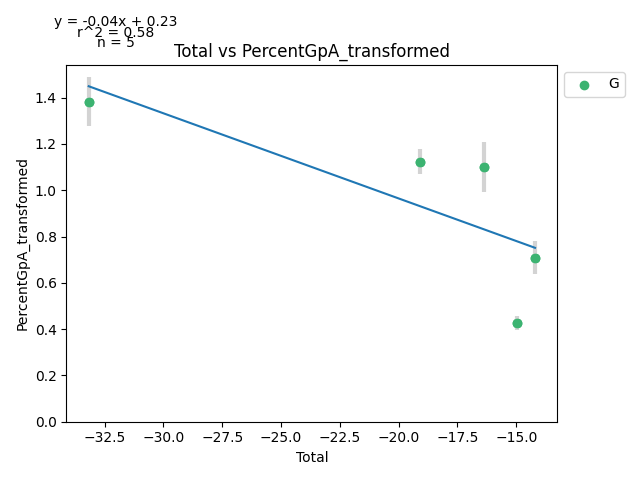 y = -0.04x + 0.23
r^2 = 0.58
n = 5
Total vs PercentGpA_transformed
G
PercentGpA_transformed
1.4
1.2
1.0
0.8
0.6
0.4
0.2
0.0
−32.5 −30.0 −27.5 −25.0 −22.5 −20.0 −17.5 −15.0
Total